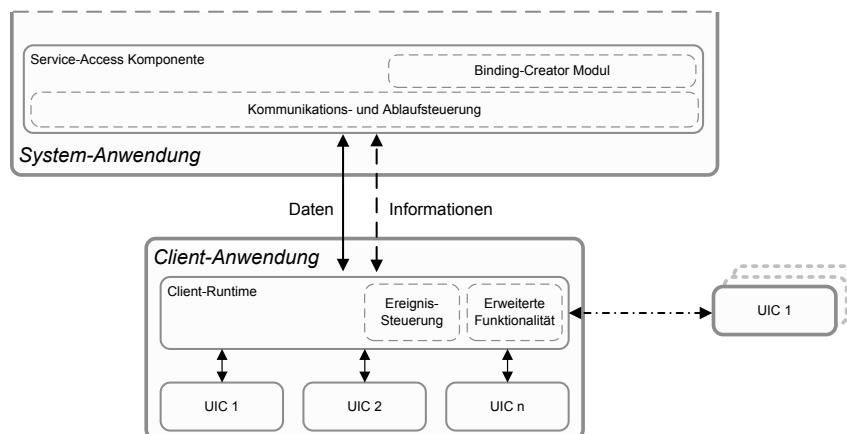 Service-Access Komponente
Binding-Creator Modul
Kommunikations- und Ablaufsteuerung
System-Anwendung
Daten
Informationen
Client-Anwendung
Client-Runtime
Ereignis-
Steuerung
Erweiterte
Funktionalität
UIC 1
UIC 1
UIC 2
UIC n